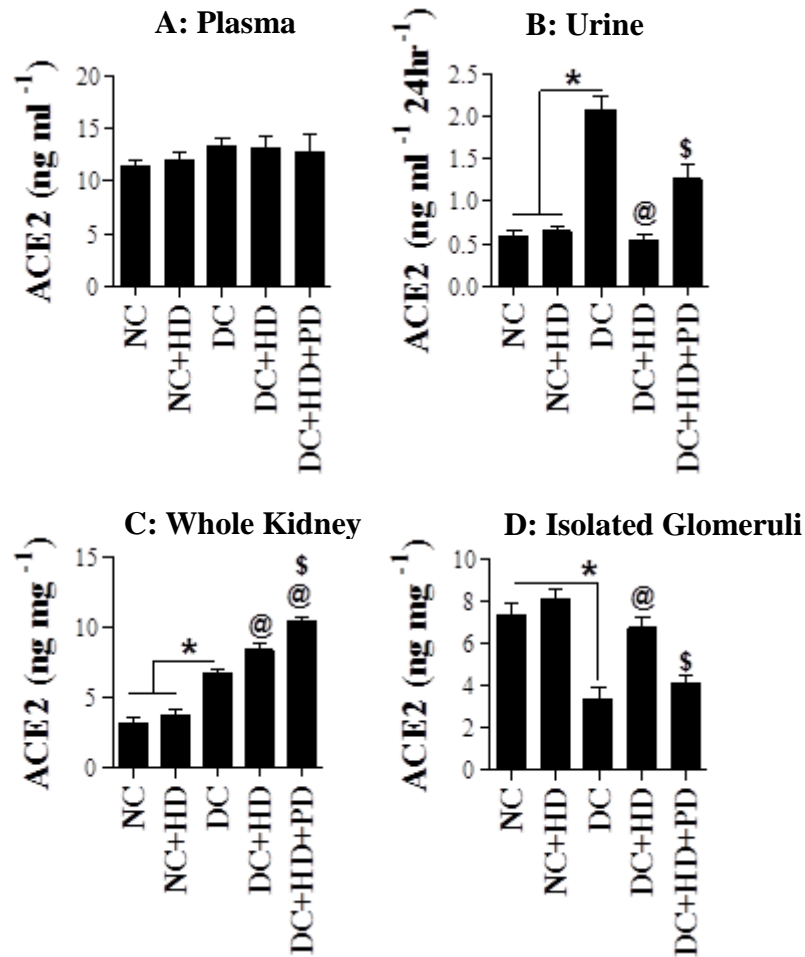 A: Plasma
ACE2 (ng ml -1)
20
15
10
5
0
NC
NC+HD
DC
DC+HD
DC+HD+PD
B: Urine
ACE2 (ng ml -1 24hr -1)
2.5
2.0
1.5
1.0
0.5
0.0
*
@
$
NC
NC+HD
DC
DC+HD
DC+HD+PD
C: Whole Kidney
ACE2 (ng mg -1)
15
10
5
0
*
@
$
@
NC
NC+HD
DC
DC+HD
DC+HD+PD
D: Isolated Glomeruli
ACE2 (ng mg -1)
10
8
6
4
2
0
*
@
$
NC
NC+HD
DC
DC+HD
DC+HD+PD